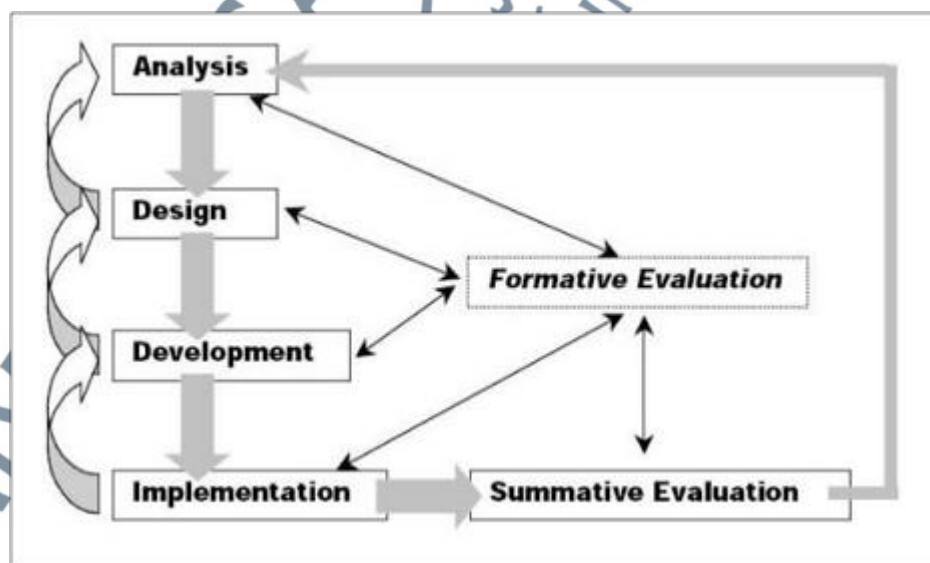 Analysis
Design
Formative Evaluation
Development
Implementation
Summative Evaluation